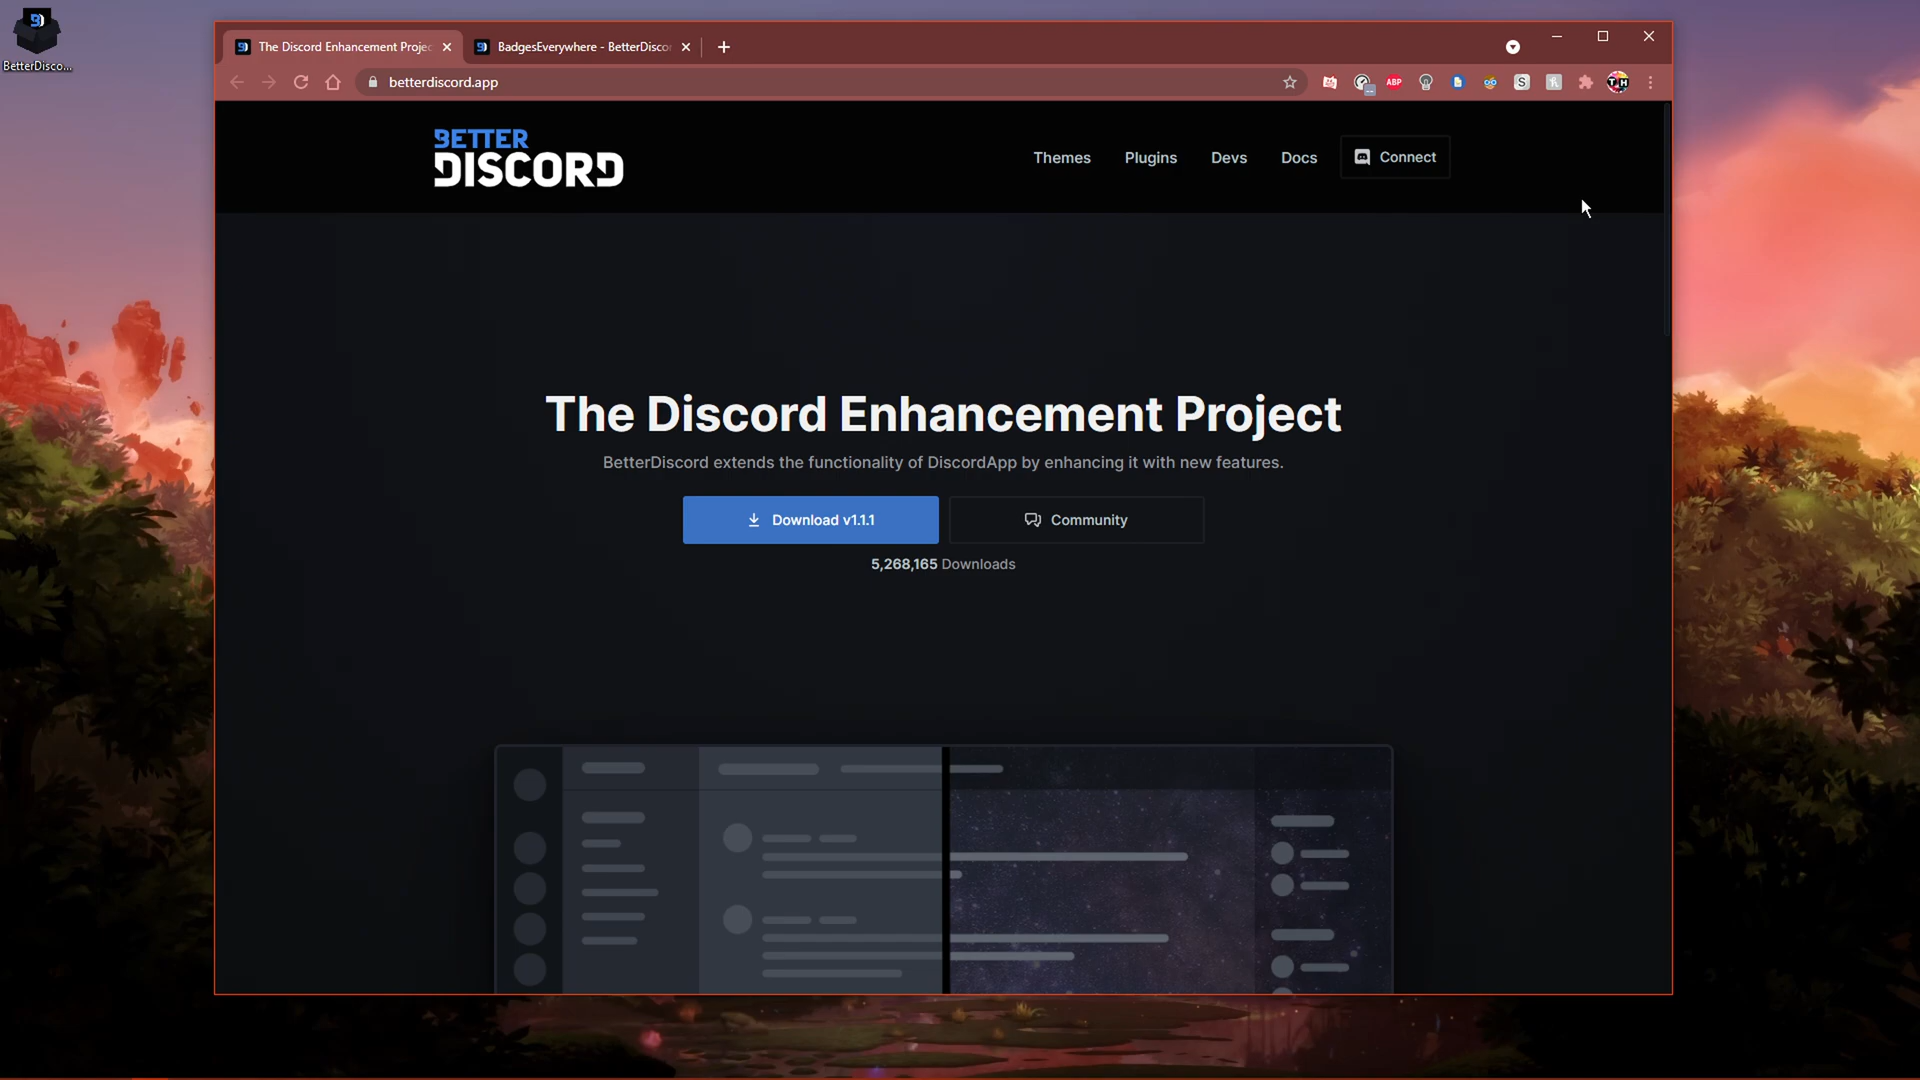 BetterDisco...
The Discord Enhancement Projec
BadgesEverywhere - BetterDiscor
betterdiscord.app
ABP
BETTER
DISCORD
Themes
Plugins
Devs
Docs
Connect
The Discord Enhancement Project
BetterDiscord extends the functionality of DiscordApp by enhancing it with new features.
Download v1.1.1
Community
5,268,165 Downloads